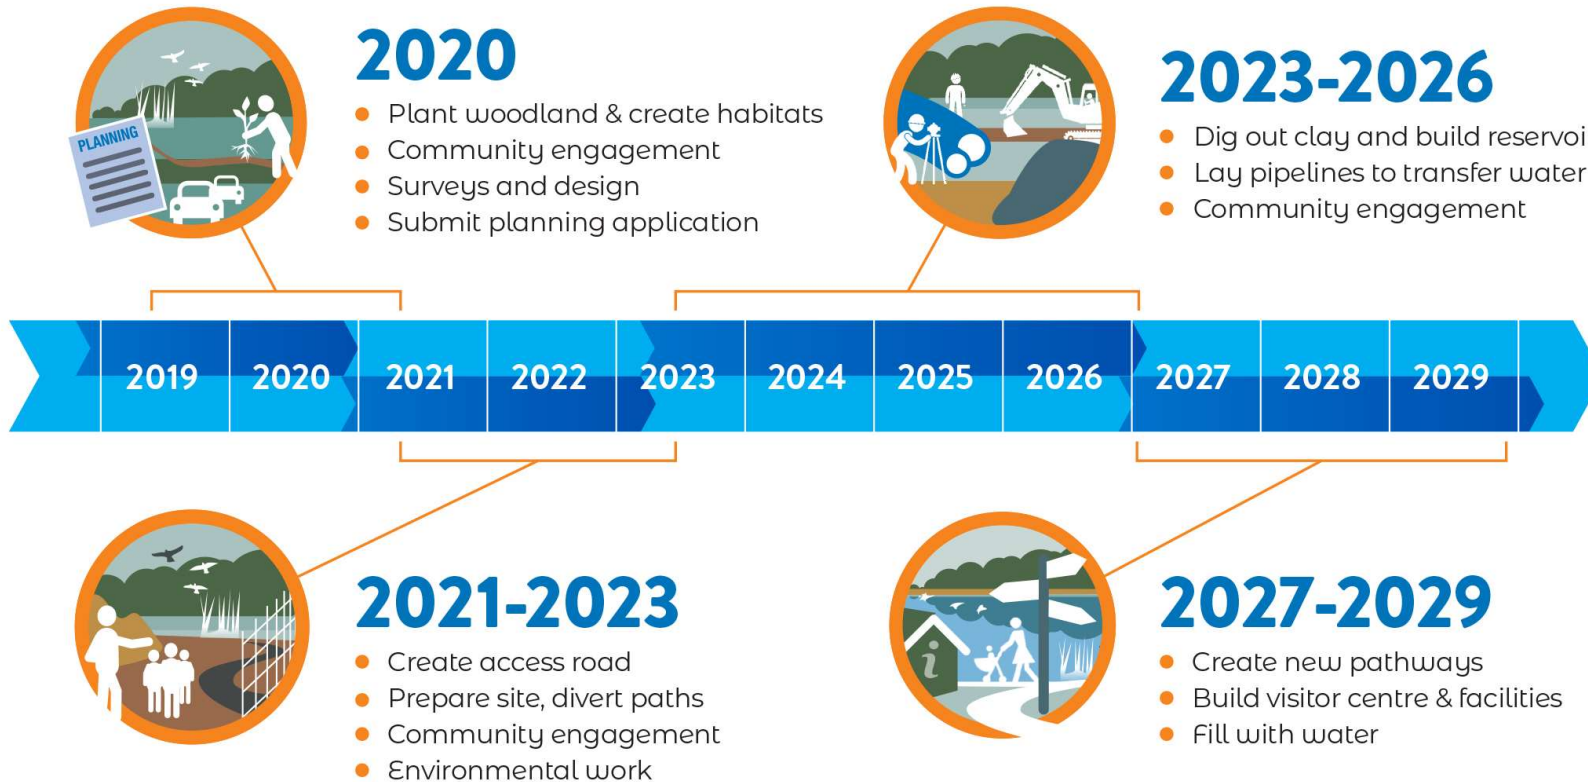 2020
Plant woodland & create habitats
Community engagement
Surveys and design
Submit planning application
PLANNING
2023-2026
Dig out clay and build reservoi
Lay pipelines to transfer water
Community engagement
2019 2020 2021 2022 2023 2024 2025 2026 2027 2028 2029
2021-2023
Create access road
Prepare site, divert paths
Community engagement
Environmental work
2027-2029
Create new pathways
Build visitor centre & facilities
Fill with water
i